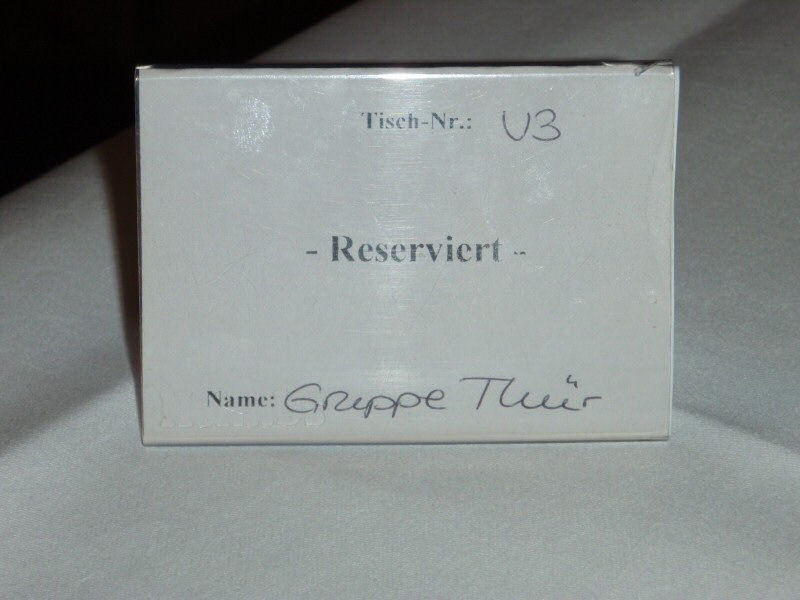 Tisch-Nr.: V3
- Reserviert -
Name: Gruppe Thür